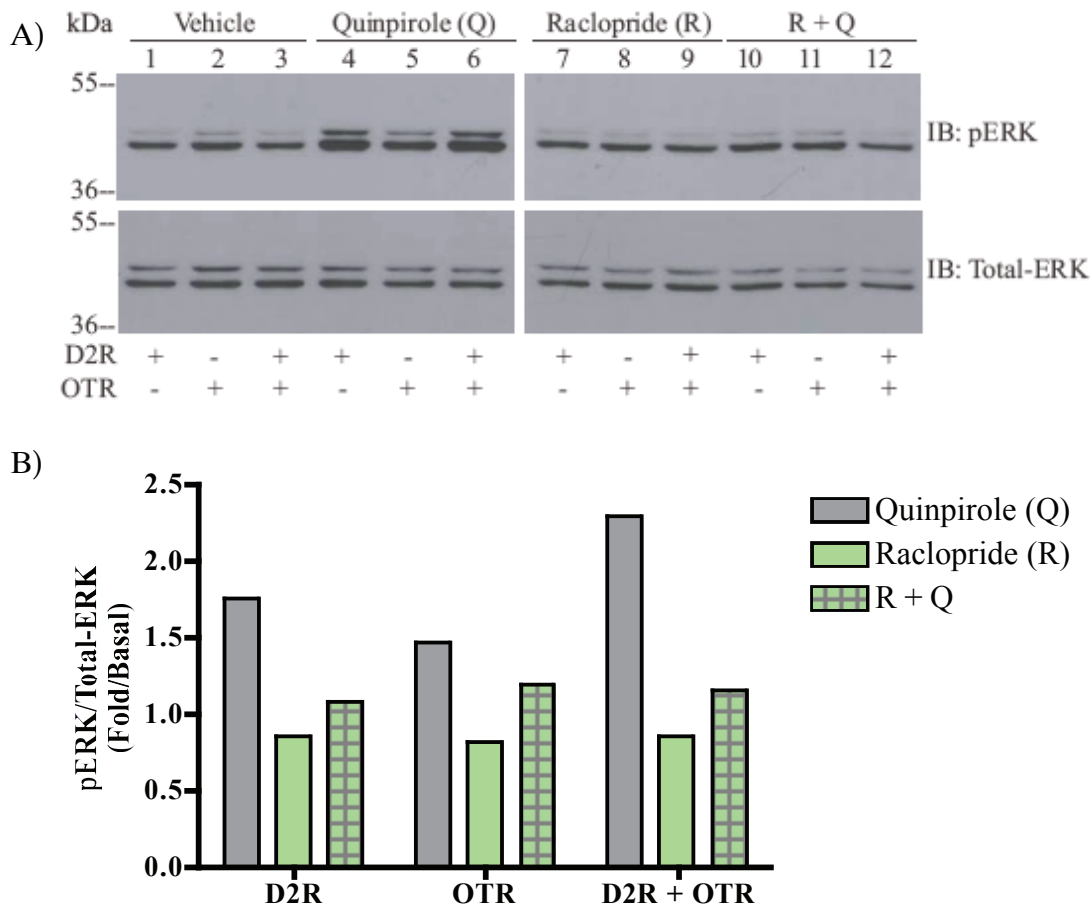 A)
kDa Vehicle Quinpirole (Q) Raclopride (R) R + Q
1 2 3 4 5 6 7 8 9 10 11 12
55--
IB: pERK
36--
55--
IB: Total-ERK
36--
D2R + - + + - + + - + + - +
OTR - + + - + + - + + - + +
B)
2.5
2.0
1.5
1.0
0.5
0.0
pERK/Total-ERK
(Fold/Basal)
Quinpirole (Q)
Raclopride (R)
R + Q
D2R OTR D2R + OTR